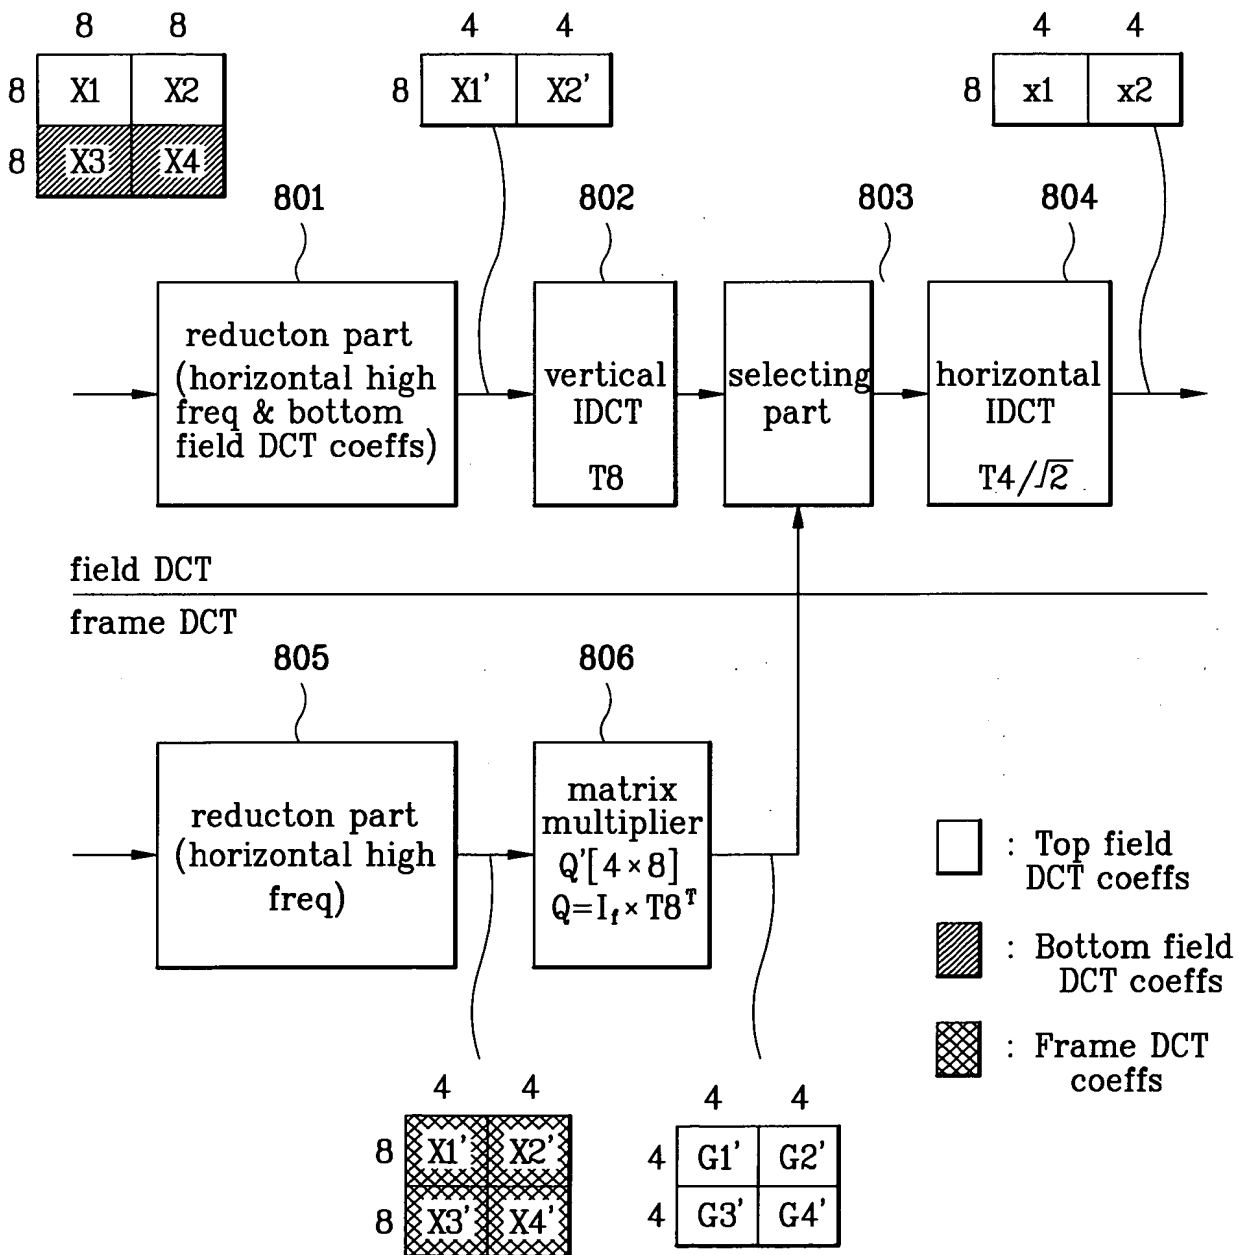 8 8
8 X1 X2
8 X3 X4
4 4
8 X1' X2'
4 4
8 x1 x2
801
802
803
804
reducton part
(horizontal high
freq & bottom
field DCT coeffs)
vertical
IDCT
T8
selecting
part
horizontal
IDCT
T4/√2
field DCT
frame DCT
805
806
reducton part
(horizontal high
freq)
matrix
multiplier
Q'[4×8]
Q=I_f×T8^T
: Top field
DCT coeffs
: Bottom field
DCT coeffs
: Frame DCT
coeffs
4 4
8 X1' X2'
8 X3' X4'
4 4
4 G1' G2'
4 G3' G4'